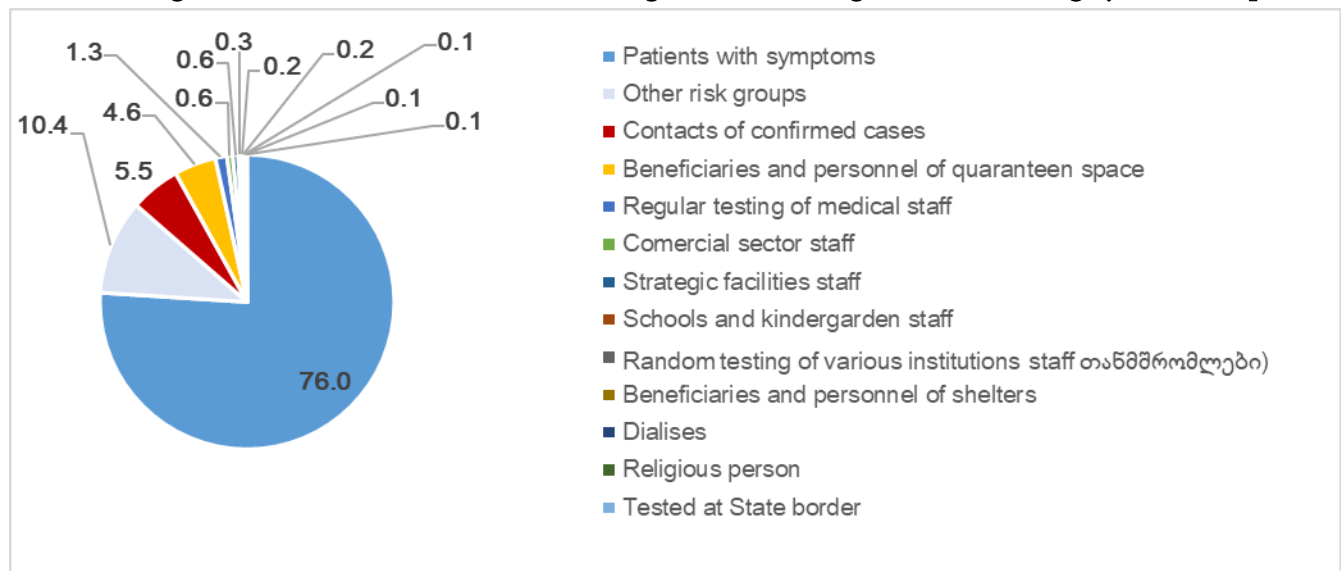 0.3
1.3
0.6
0.2
0.2
0.1
4.6
0.6
0.1
10.4
0.1
5.5
76.0
Patients with symptoms
Other risk groups
Contacts of confirmed cases
Beneficiaries and personnel of quaranteen space
Regular testing of medical staff
Comercial sector staff
Strategic facilities staff
Schools and kindergarden staff
Random testing of various institutions staff თანმშრომლები)
Beneficiaries and personnel of shelters
Dialises
Religious person
Tested at State border